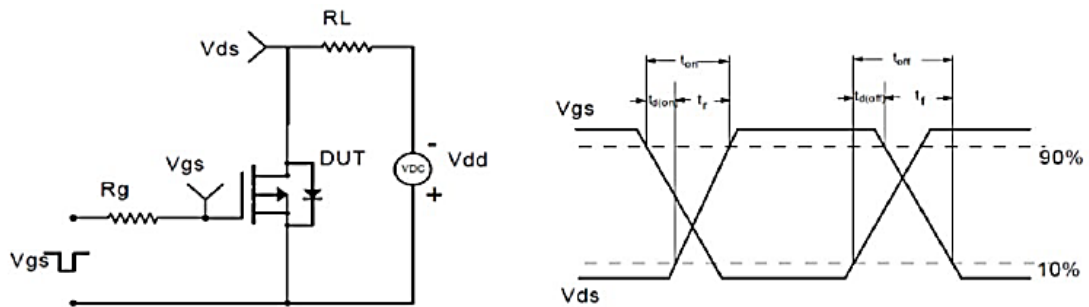 RL
Vds
Vgs
DUT
-
VDC
Vdd
+
Rg
Vgs
ton
toff
td(on)
tr
td(off)
tf
Vgs
90%
10%
Vds